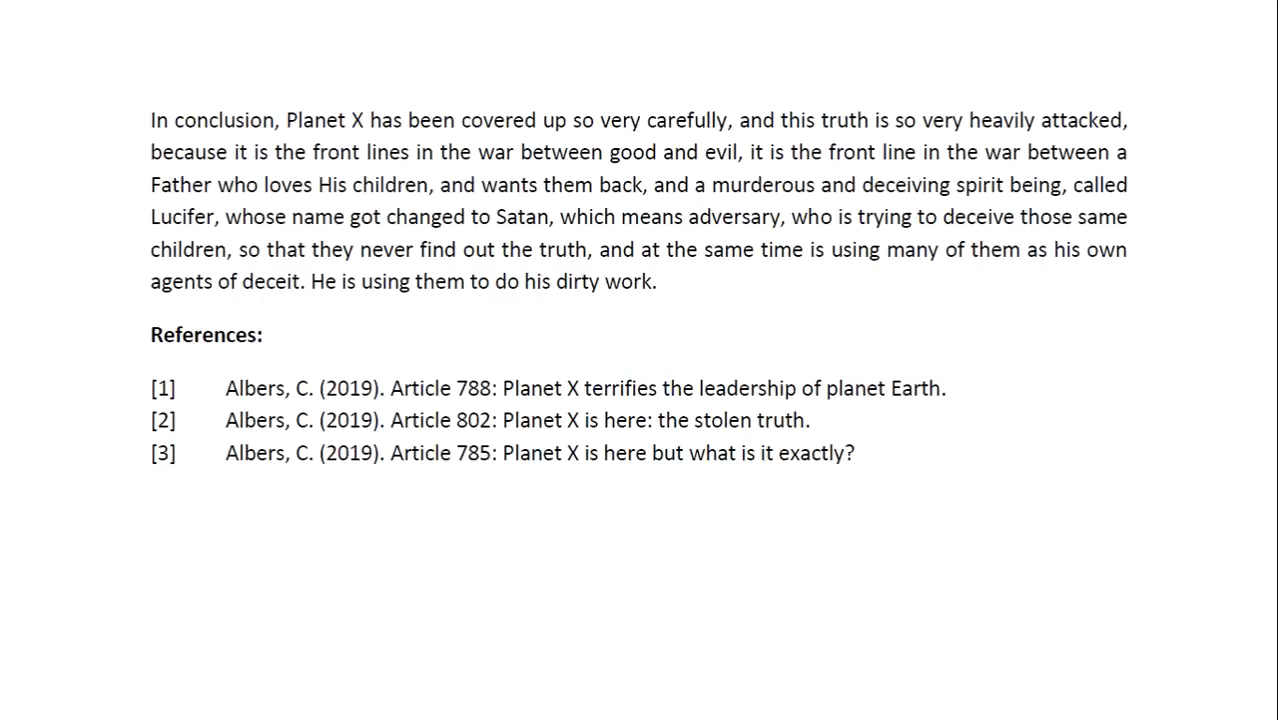 In conclusion, Planet X has been covered up so very carefully, and this truth is so very heavily attacked,
because it is the front lines in the war between good and evil, it is the front line in the war between a
Father who loves His children, and wants them back, and a murderous and deceiving spirit being, called
Lucifer, whose name got changed to Satan, which means adversary, who is trying to deceive those same
children, so that they never find out the truth, and at the same time is using many of them as his own
agents of deceit. He is using them to do his dirty work.
References:
[1] Albers, C. (2019). Article 788: Planet X terrifies the leadership of planet Earth.
[2] Albers, C. (2019). Article 802: Planet X is here: the stolen truth.
[3] Albers, C. (2019). Article 785: Planet X is here but what is it exactly?